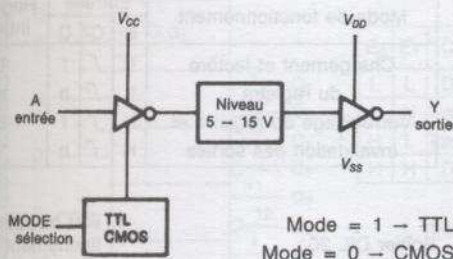 V_CC
V_DD
A
entrée
Niveau
5 → 15 V
Y
sortie
V_SS
MODE
sélection
TTL
CMOS
Mode = 1 → TTL
Mode = 0 → CMOS